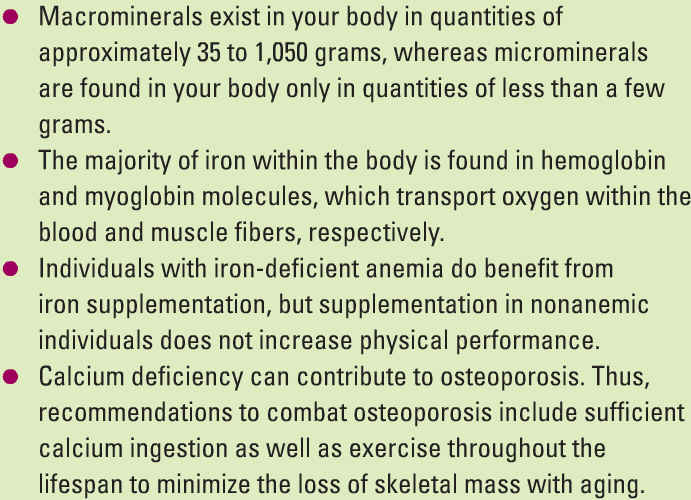 ● Macrominerals exist in your body in quantities of
approximately 35 to 1,050 grams, whereas microminerals
are found in your body only in quantities of less than a few
grams.
● The majority of iron within the body is found in hemoglobin
and myoglobin molecules, which transport oxygen within the
blood and muscle fibers, respectively.
● Individuals with iron-deficient anemia do benefit from
iron supplementation, but supplementation in nonanemic
individuals does not increase physical performance.
● Calcium deficiency can contribute to osteoporosis. Thus,
recommendations to combat osteoporosis include sufficient
calcium ingestion as well as exercise throughout the
lifespan to minimize the loss of skeletal mass with aging.